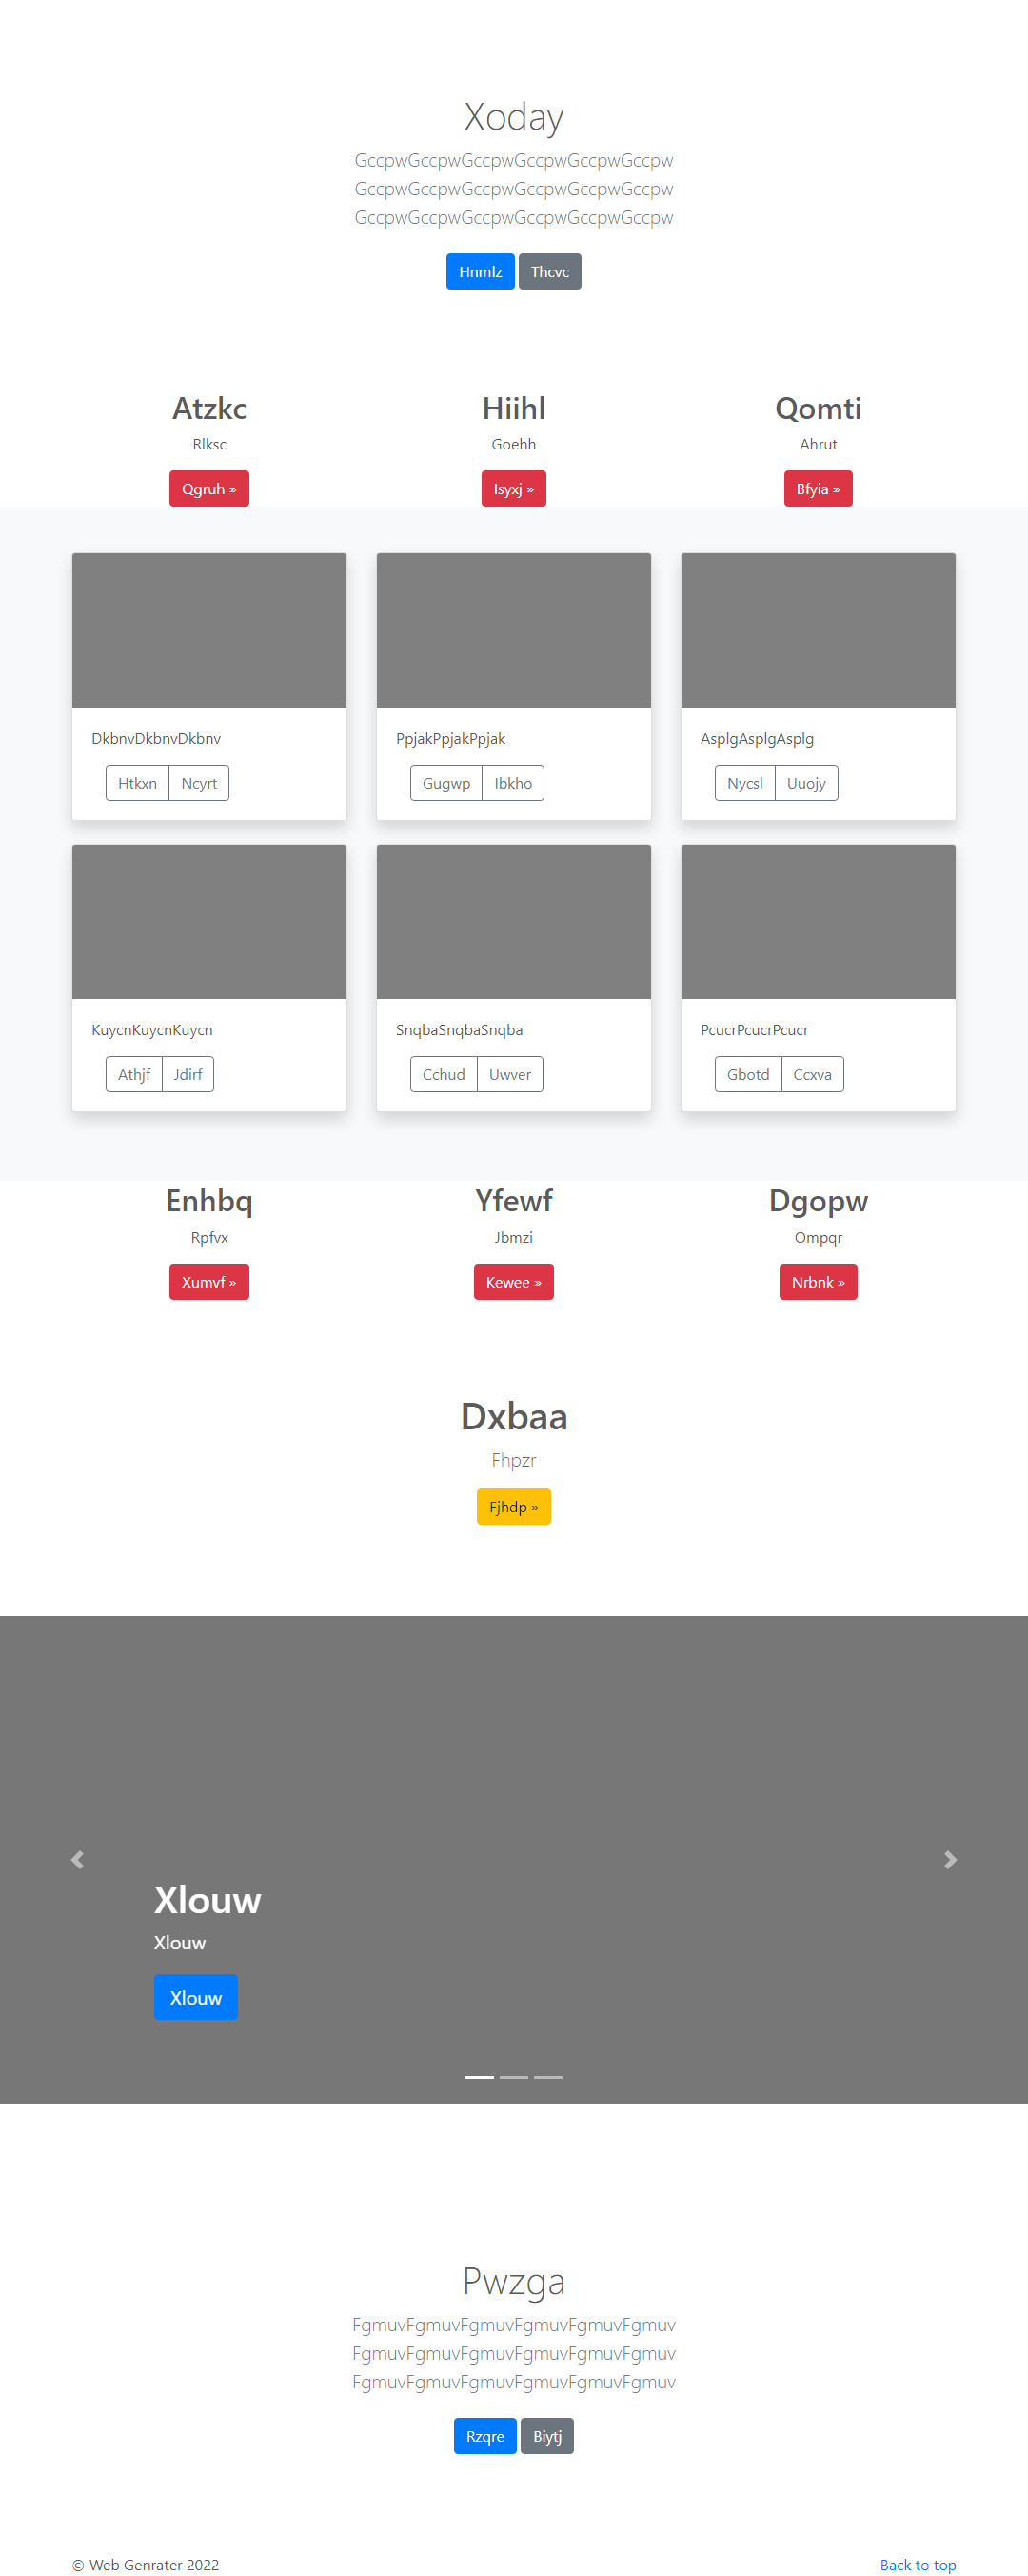 Xoday
GccpwGccpwGccpwGccpwGccpwGccpw
GccpwGccpwGccpwGccpwGccpwGccpw
GccpwGccpwGccpwGccpwGccpwGccpw
Hnmlz Thcvc
Atzkc Hiihl Qomti
Rlksc Goehh Ahrut
Qgruh » Isyxj » Bfyia »
DkbnvDkbnvDkbnv PpjakPpjakPpjak AsplgAsplgAsplg
Htkxn Ncyrt Gugwp Ibkho Nycsl Uuojy
KuycnKuycnKuycn SnqbaSnqbaSnqba PcucrPcucrPcucr
Athjf Jdirf Cchud Uwver Gbotd Ccxva
Enhbq Yfewf Dgopw
Rpfvx Jbmzi Ompqr
Xumvf » Kewee » Nrbnk »
Dxbaa
Fhpzr
Fjhdp »
Xlouw
Xlouw
Xlouw
Pwzga
FgmuvFgmuvFgmuvFgmuvFgmuvFgmuv
FgmuvFgmuvFgmuvFgmuvFgmuvFgmuv
FgmuvFgmuvFgmuvFgmuvFgmuvFgmuv
Rzqre Biytj
© Web Genrater 2022 Back to top